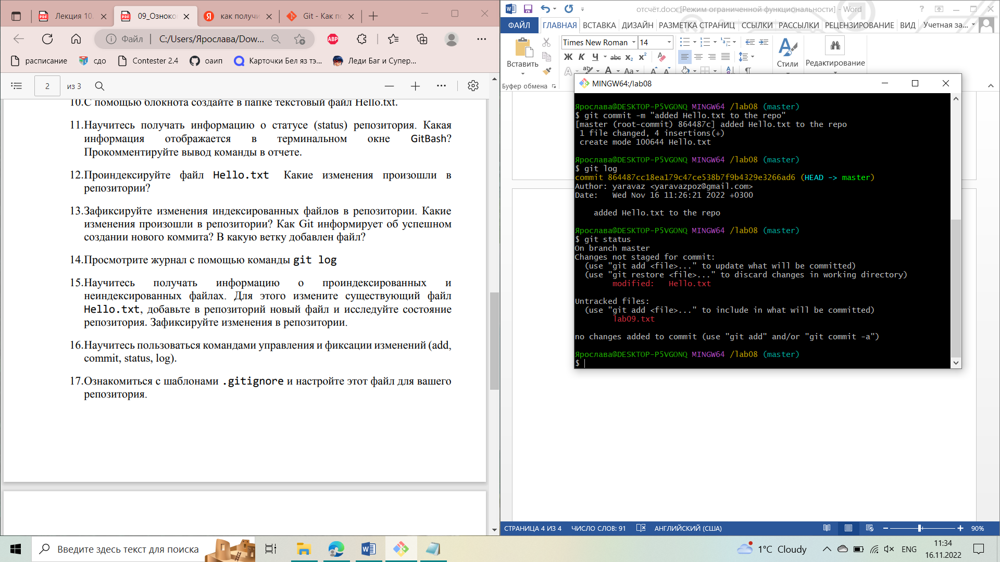 Лекция 10.
09_Озноко
как получи
Git - Как по
Файл
C:/Users/Ярослава/Dow...
ABP
расписание
сдо
Contester 2.4
оаип
Карточки Бел яз тэ...
Леди Баг и Супер...
2
из 3
10.С помощью блокнота создайте в папке текстовый файл Hello.txt.
11.Научитесь получать информацию о статусе (status) репозитория. Какая
информация отображается в терминальном окне GitBash?
Прокомментируйте вывод команды в отчете.
12.Проиндексируйте файл Hello.txt Какие изменения произошли в
репозитории?
13.Зафиксируйте изменения индексированных файлов в репозитории. Какие
изменения произошли в репозитории? Как Git информирует об успешном
создании нового коммита? В какую ветку добавлен файл?
14.Просмотрите журнал с помощью команды git log
15.Научитесь получать информацию о проиндексированных и
неиндексированных файлах. Для этого измените существующий файл
Hello.txt, добавьте в репозиторий новый файл и исследуйте состояние
репозитория. Зафиксируйте изменения в репозитории.
16.Научитесь пользоваться командами управления и фиксации изменений (add,
commit, status, log).
17.Ознакомиться с шаблонами .gitignore и настройте этот файл для вашего
репозитория.
отсчёт.docx [Режим ограниченной функциональности] - Word
ФАЙЛ ГЛАВНАЯ ВСТАВКА ДИЗАЙН РАЗМЕТКА СТРАНИЦ ССЫЛКИ РАССЫЛКИ РЕЦЕНЗИРОВАНИЕ ВИД Учетная за...
Times New Roman 14
Ж К Ч abc x₂ x²
Вставить
Стили
Редактирование
Буфер обмена
MINGW64:/lab08
Ярослава@DESKTOP-P5VGONQ MINGW64 /lab08 (master)
$ git commit -m "added Hello.txt to the repo"
[master (root-commit) 864487c] added Hello.txt to the repo
1 file changed, 4 insertions(+)
create mode 100644 Hello.txt
Ярослава@DESKTOP-P5VGONQ MINGW64 /lab08 (master)
$ git log
commit 864487cc18ea179c47ce538b7f9b4329e3266ad6 (HEAD -> master)
Author: yaravaz <yaravazpoz@gmail.com>
Date:   Wed Nov 16 11:26:21 2022 +0300
added Hello.txt to the repo
Ярослава@DESKTOP-P5VGONQ MINGW64 /lab08 (master)
$ git status
On branch master
Changes not staged for commit:
(use "git add <file>..." to update what will be committed)
(use "git restore <file>..." to discard changes in working directory)
modified:   Hello.txt
Untracked files:
(use "git add <file>..." to include in what will be committed)
lab09.txt
no changes added to commit (use "git add" and/or "git commit -a")
Ярослава@DESKTOP-P5VGONQ MINGW64 /lab08 (master)
$
СТРАНИЦА 4 ИЗ 4 ЧИСЛО СЛОВ: 91 АНГЛИЙСКИЙ (США) 90%
Введите здесь текст для поиска
1°C Cloudy
ENG
11:34
16.11.2022